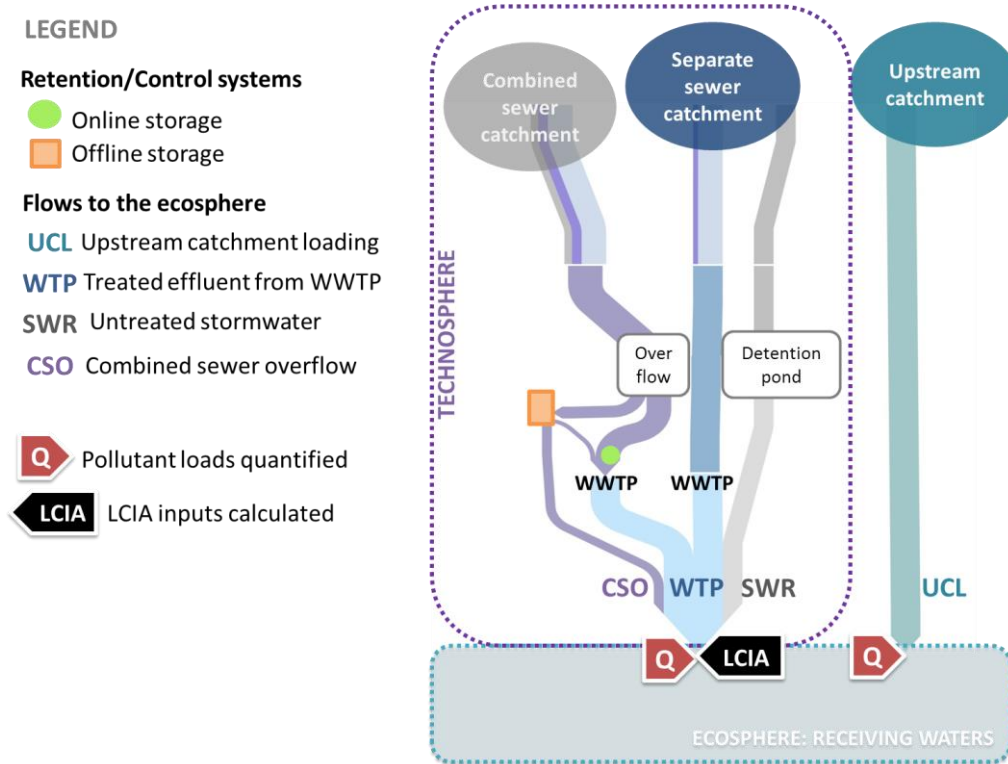 LEGEND
Retention/Control systems
Online storage
Offline storage
Flows to the ecosphere
UCL Upstream catchment loading
WTP Treated effluent from WWTP
SWR Untreated stormwater
CSO Combined sewer overflow
Q Pollutant loads quantified
LCIA LCIA inputs calculated
TECHNOSPHERE
Combined
sewer
catchment
Separate
sewer
catchment
Upstream
catchment
Over
flow
Detention
pond
WWTP
WWTP
CSO
WTP
SWR
UCL
Q
LCIA
Q
ECOSPHERE: RECEIVING WATERS